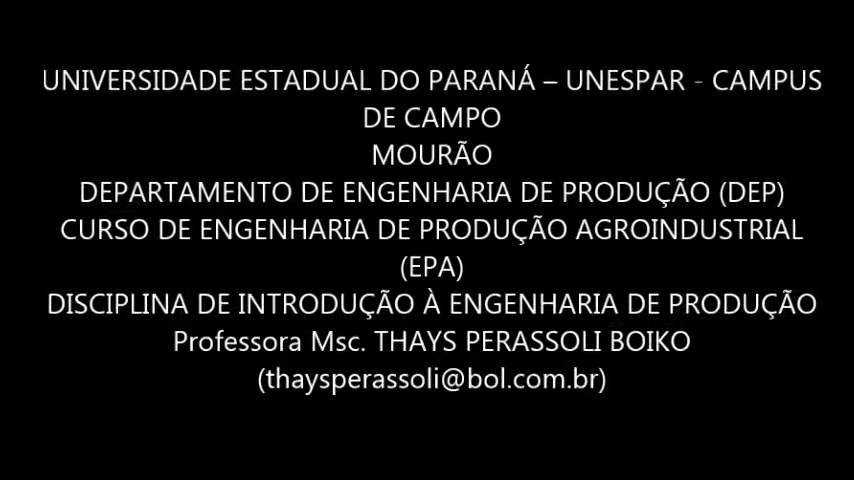 UNIVERSIDADE ESTADUAL DO PARANÁ – UNESPAR - CAMPUS
DE CAMPO
MOURÃO
DEPARTAMENTO DE ENGENHARIA DE PRODUÇÃO (DEP)
CURSO DE ENGENHARIA DE PRODUÇÃO AGROINDUSTRIAL
(EPA)
DISCIPLINA DE INTRODUÇÃO À ENGENHARIA DE PRODUÇÃO
Professora Msc. THAYS PERASSOLI BOIKO
(thaysperassoli@bol.com.br)